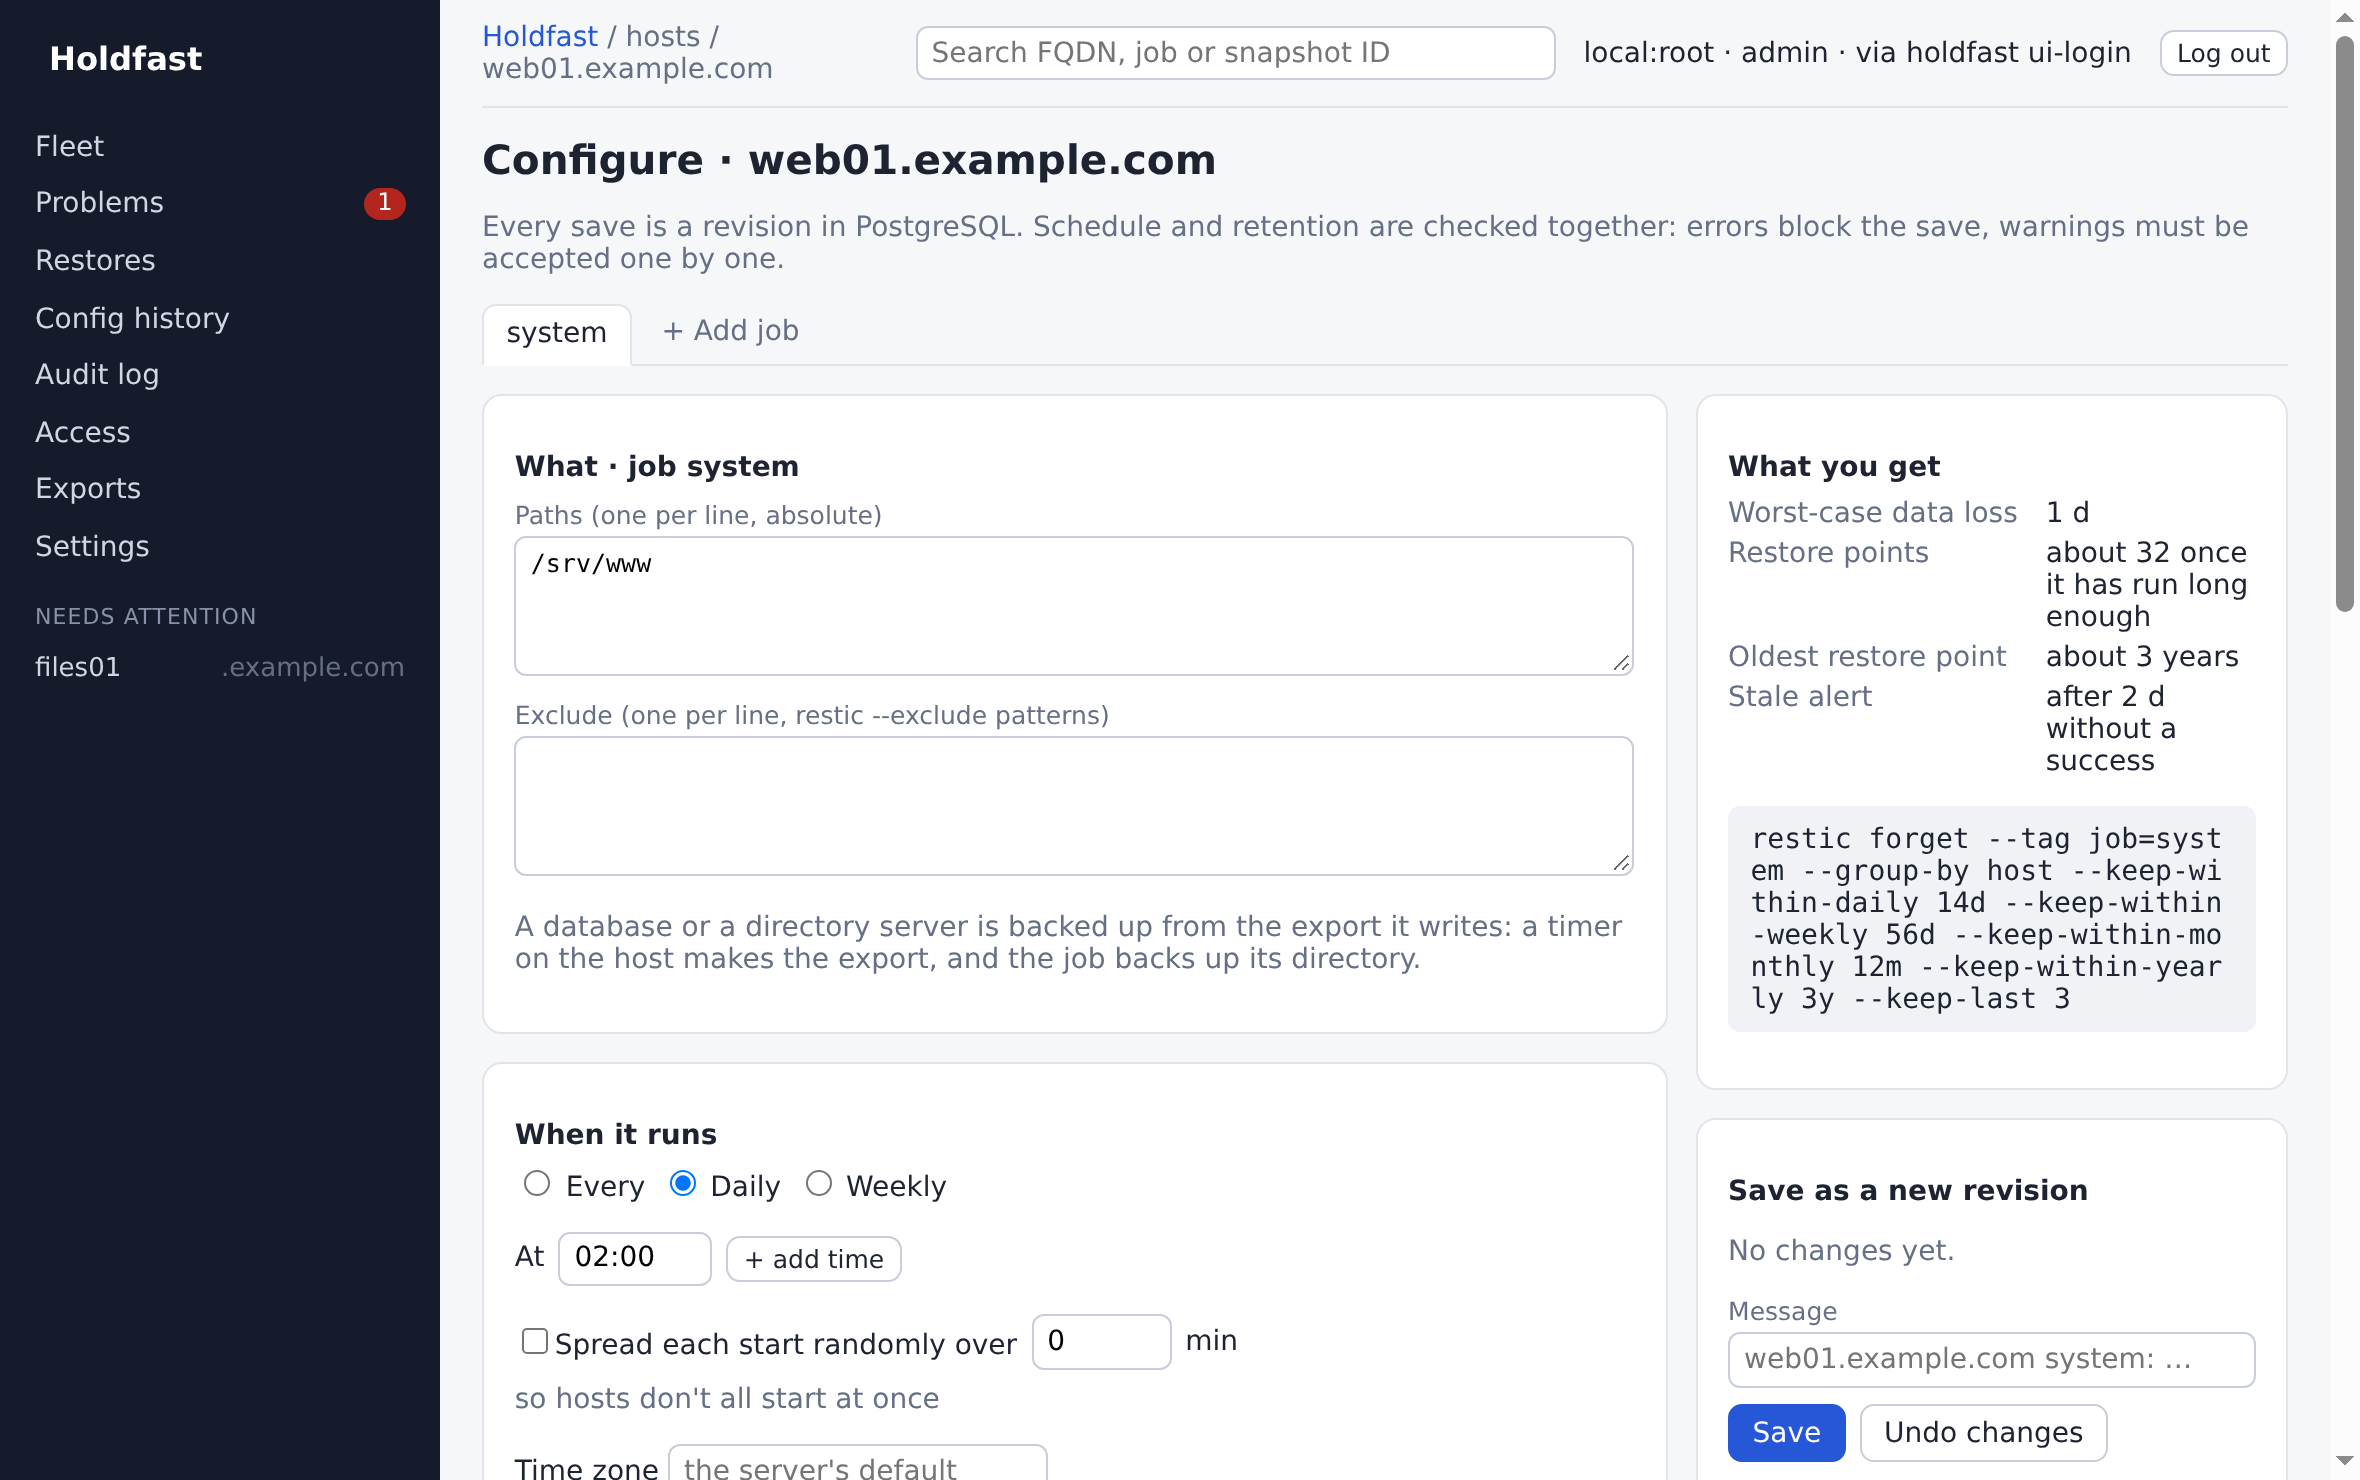 Holdfast
Fleet
Problems 1
Restores
Config history
Audit log
Access
Exports
Settings
NEEDS ATTENTION
files01 .example.com
Holdfast / hosts /
web01.example.com
Search FQDN, job or snapshot ID
local:root · admin · via holdfast ui-login
Log out
Configure · web01.example.com
Every save is a revision in PostgreSQL. Schedule and retention are checked together: errors block the save, warnings must be
accepted one by one.
system
+ Add job
What · job system
Paths (one per line, absolute)
/srv/www
Exclude (one per line, restic --exclude patterns)
A database or a directory server is backed up from the export it writes: a timer
on the host makes the export, and the job backs up its directory.
When it runs
Every Daily Weekly
At 02:00 + add time
Spread each start randomly over 0 min
so hosts don't all start at once
Time zone the server's default
What you get
Worst-case data loss 1 d
Restore points about 32 once
it has run long
enough
Oldest restore point about 3 years
Stale alert after 2 d
without a
success
restic forget --tag job=syst
em --group-by host --keep-wi
thin-daily 14d --keep-within
-weekly 56d --keep-within-mo
nthly 12m --keep-within-year
ly 3y --keep-last 3
Save as a new revision
No changes yet.
Message
web01.example.com system: ...
Save
Undo changes